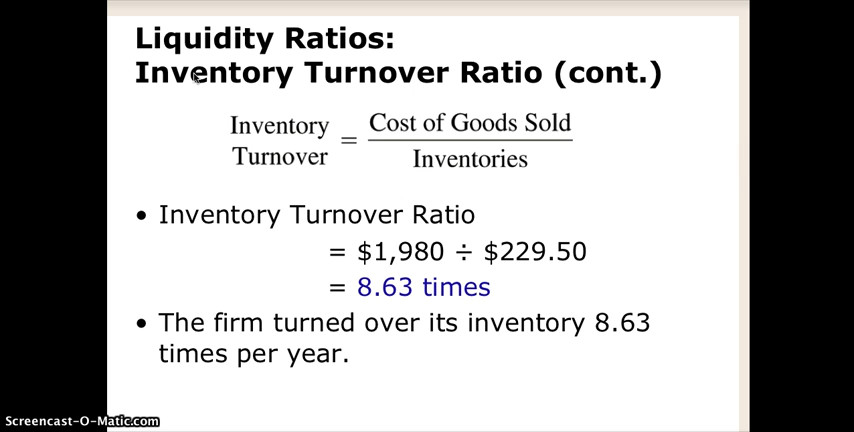 Liquidity Ratios:
Inventory Turnover Ratio (cont.)
Inventory Turnover = Cost of Goods Sold / Inventories
• Inventory Turnover Ratio
= $1,980 ÷ $229.50
= 8.63 times
• The firm turned over its inventory 8.63
times per year.
Screencast-O-Matic.com